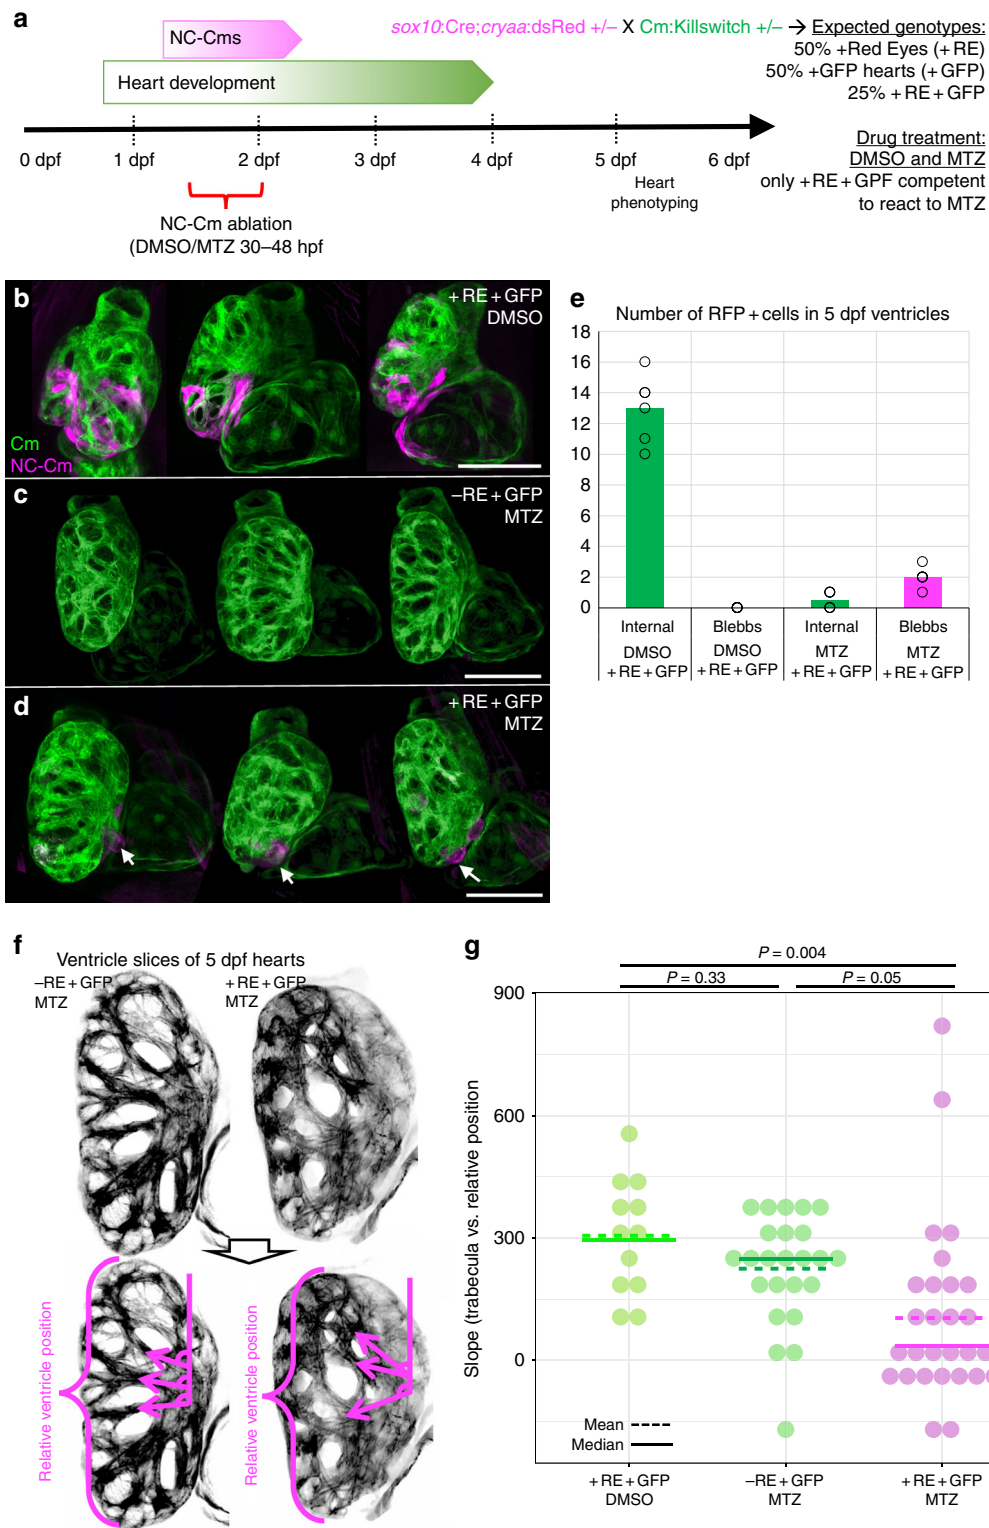 a
NC-Cms
Heart development
sox10:Cre;cryaa:dsRed +/– X Cm:Killswitch +/– → Expected genotypes:
50% +Red Eyes (+RE)
50% +GFP hearts (+GFP)
25% +RE+GFP
0 dpf 1 dpf 2 dpf 3 dpf 4 dpf 5 dpf 6 dpf
Drug treatment:
DMSO and MTZ
only +RE+GPF competent
to react to MTZ
Heart
phenotyping
NC-Cm ablation
(DMSO/MTZ 30–48 hpf
b
+RE+GFP
DMSO
Cm
NC-Cm
c
–RE+GFP
MTZ
d
+RE+GFP
MTZ
e
Number of RFP+cells in 5 dpf ventricles
18
16
14
12
10
8
6
4
2
0
Internal Blebbs Internal Blebbs
DMSO DMSO MTZ MTZ
+RE+GFP +RE+GFP +RE+GFP +RE+GFP
f
Ventricle slices of 5 dpf hearts
–RE+GFP
MTZ
+RE+GFP
MTZ
Relative ventricle position
Relative ventricle position
g
P = 0.004
P = 0.33 P = 0.05
900
600
300
0
Slope (trabecula vs. relative position
Mean
Median
+RE+GFP –RE+GFP +RE+GFP
DMSO MTZ MTZ